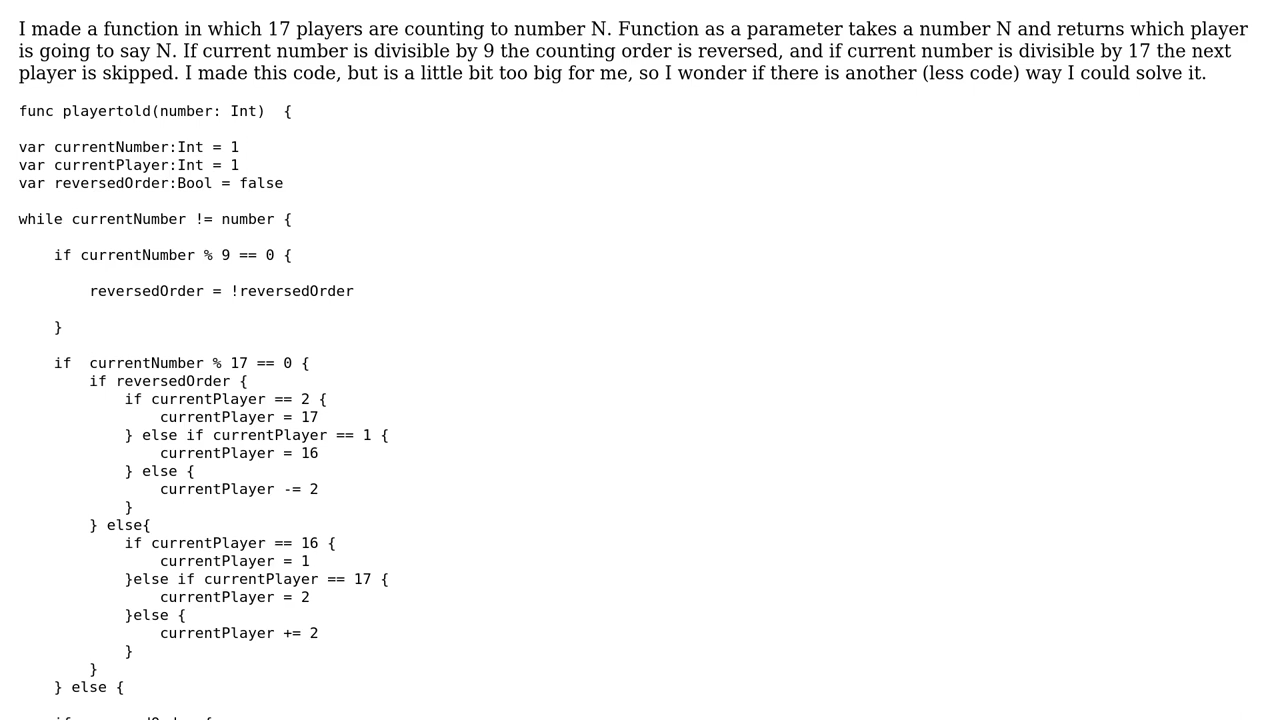 I made a function in which 17 players are counting to number N. Function as a parameter takes a number N and returns which player
is going to say N. If current number is divisible by 9 the counting order is reversed, and if current number is divisible by 17 the next
player is skipped. I made this code, but is a little bit too big for me, so I wonder if there is another (less code) way I could solve it.
func playertold(number: Int)  {
var currentNumber:Int = 1
var currentPlayer:Int = 1
var reversedOrder:Bool = false
while currentNumber != number {
    if currentNumber % 9 == 0 {
        reversedOrder = !reversedOrder
    }
    if  currentNumber % 17 == 0 {
        if reversedOrder {
            if currentPlayer == 2 {
                currentPlayer = 17
            } else if currentPlayer == 1 {
                currentPlayer = 16
            } else {
                currentPlayer -= 2
            }
        } else{
            if currentPlayer == 16 {
                currentPlayer = 1
            }else if currentPlayer == 17 {
                currentPlayer = 2
            }else {
                currentPlayer += 2
            }
        }
    } else {